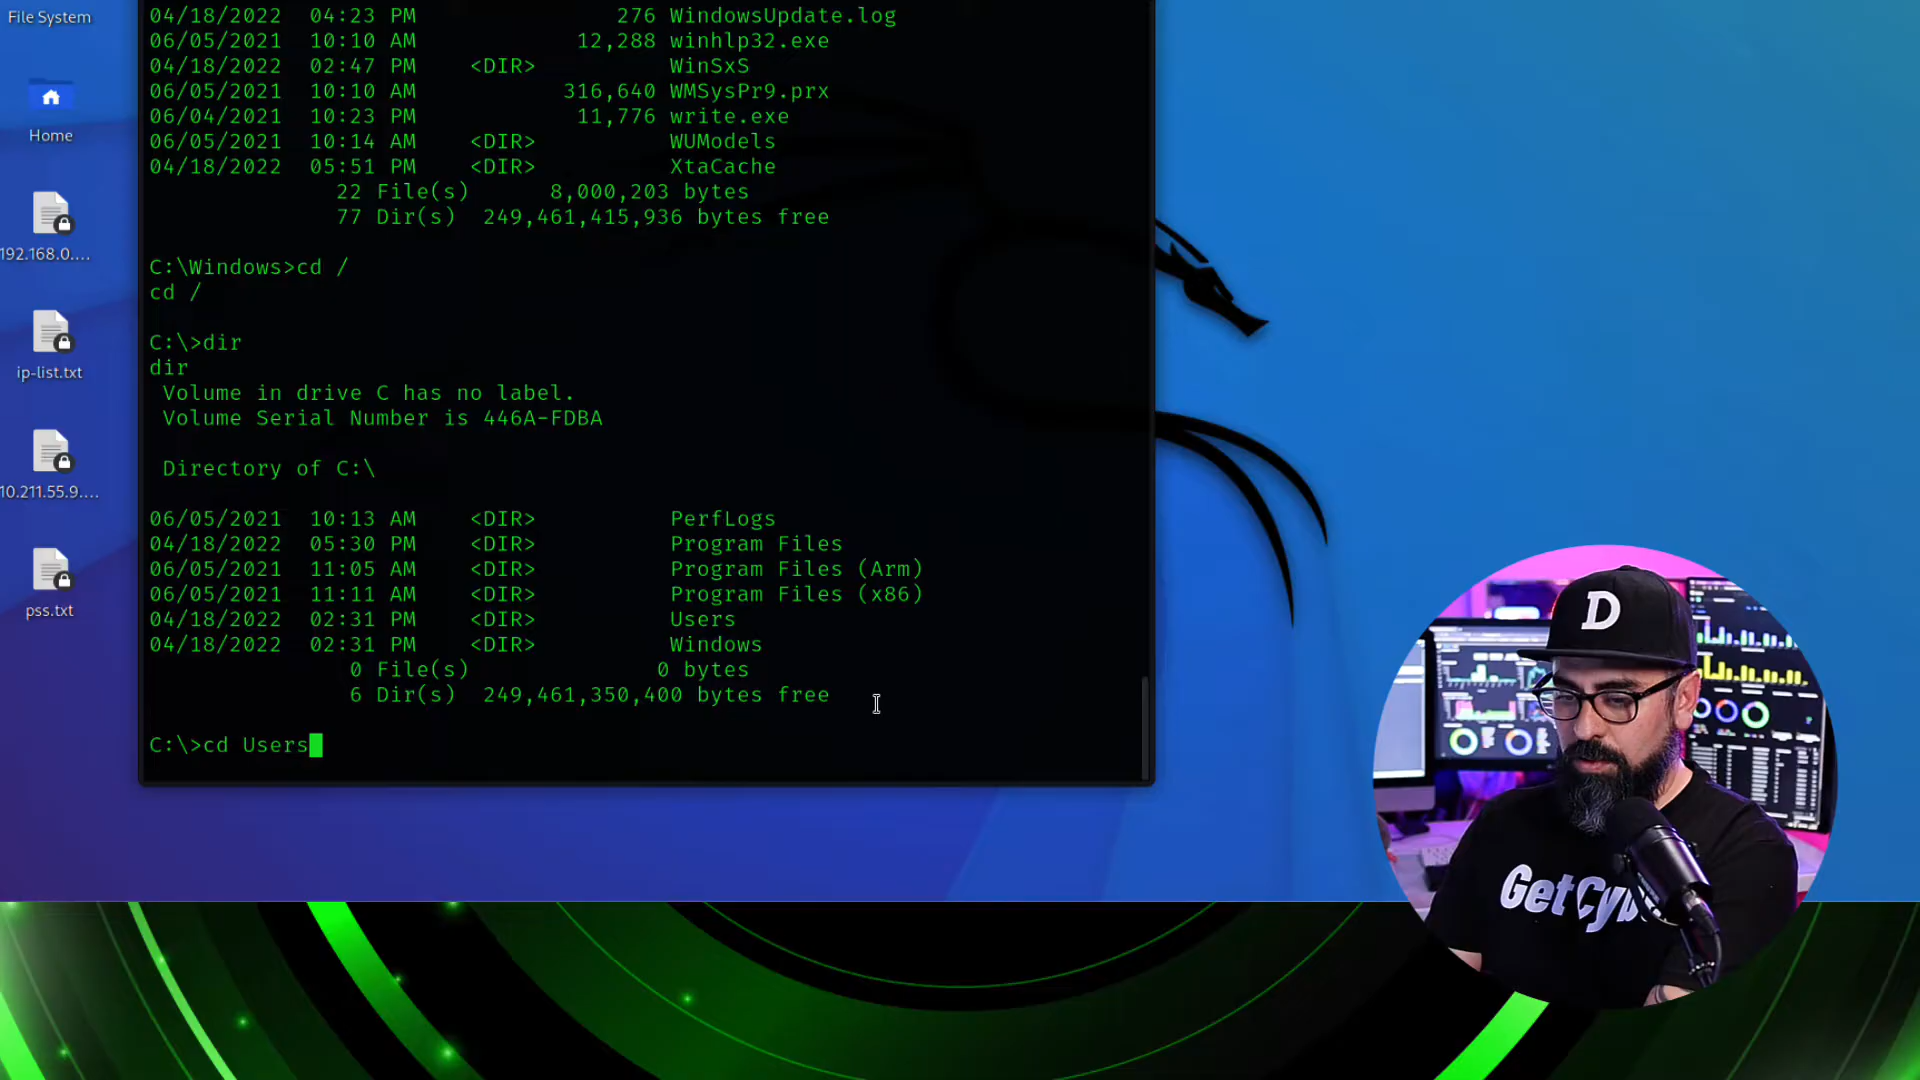 File System
Home
192.168.0....
ip-list.txt
10.211.55.9....
pss.txt
04/18/2022 04:23 PM 276 WindowsUpdate.log
06/05/2021 10:10 AM 12,288 winhlp32.exe
04/18/2022 02:47 PM <DIR> WinSxS
06/05/2021 10:10 AM 316,640 WMSysPr9.prx
06/04/2021 10:23 PM 11,776 write.exe
06/05/2021 10:14 AM <DIR> WUModels
04/18/2022 05:51 PM <DIR> XtaCache
22 File(s) 8,000,203 bytes
77 Dir(s) 249,461,415,936 bytes free
C:\Windows>cd /
cd /
C:\>dir
dir
Volume in drive C has no label.
Volume Serial Number is 446A-FDBA
Directory of C:\
06/05/2021 10:13 AM <DIR> PerfLogs
04/18/2022 05:30 PM <DIR> Program Files
06/05/2021 11:05 AM <DIR> Program Files (Arm)
06/05/2021 11:11 AM <DIR> Program Files (x86)
04/18/2022 02:31 PM <DIR> Users
04/18/2022 02:31 PM <DIR> Windows
0 File(s) 0 bytes
6 Dir(s) 249,461,350,400 bytes free
C:\>cd Users
D
GetCyb